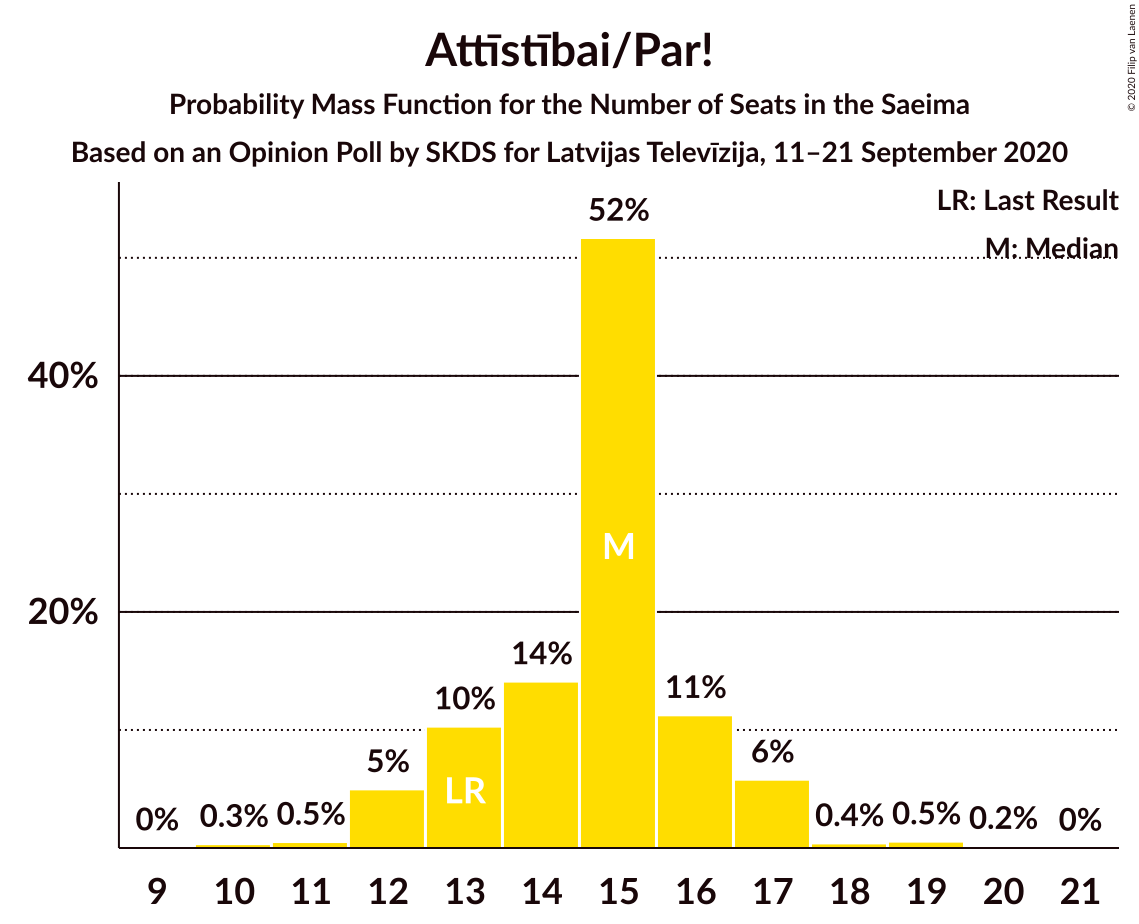 Attīstībai/Par!
Probability Mass Function for the Number of Seats in the Saeima
Based on an Opinion Poll by SKDS for Latvijas Televīzija, 11–21 September 2020
© 2020 Filip van Laenen
LR: Last Result
M: Median
40%
20%
0%
0.3%
0.5%
5%
10%
14%
52%
11%
6%
0.4%
0.5%
0.2%
0%
LR
M
9 10 11 12 13 14 15 16 17 18 19 20 21